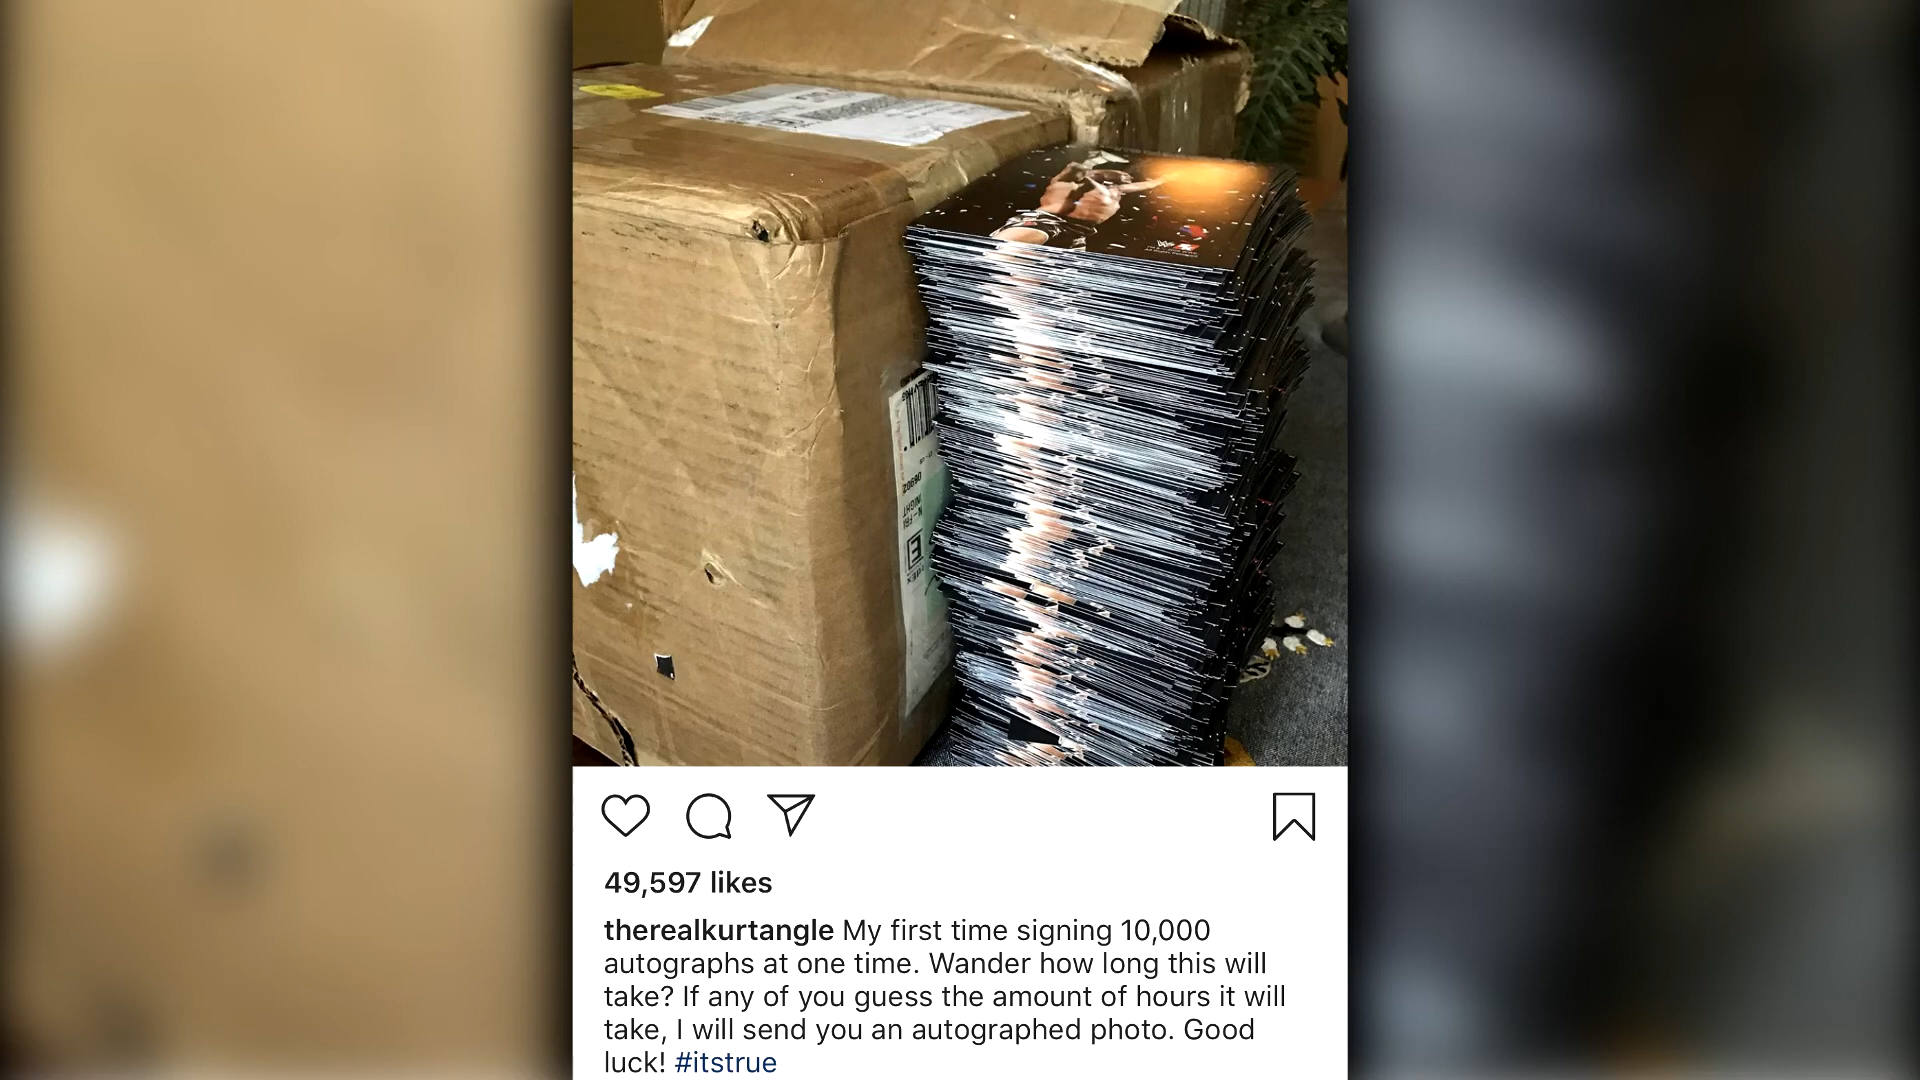 06902
49,597 likes
therealkurtangle My first time signing 10,000
autographs at one time. Wander how long this will
take? If any of you guess the amount of hours it will
take, I will send you an autographed photo. Good
luck! #itstrue